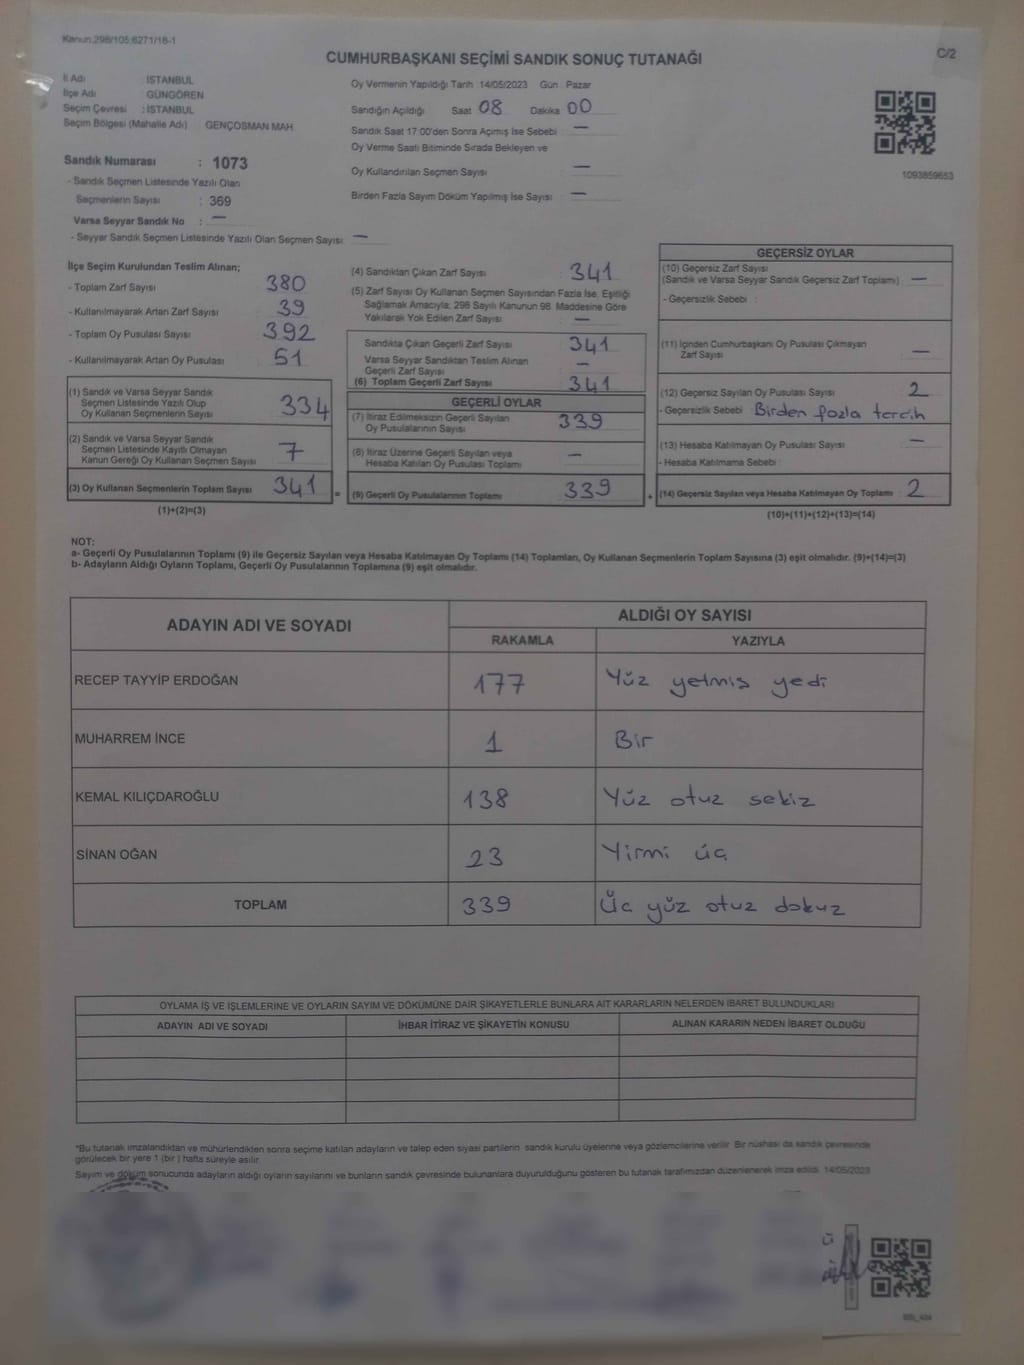 Kanun.298/105;6271/18-1
CUMHURBAŞKANI SEÇİMİ SANDIK SONUÇ TUTANAĞI
C/2
İl Adı : İSTANBUL
İlçe Adı : GÜNGÖREN
Seçim Çevresi : İSTANBUL
Seçim Bölgesi (Mahalle Adı) GENÇOSMAN MAH.
Sandık Numarası : 1073
- Sandık Seçmen Listesinde Yazılı Olan
Seçmenlerin Sayısı : 369
Varsa Seyyar Sandık No : —
- Seyyar Sandık Seçmen Listesinde Yazılı Olan Seçmen Sayısı: —
Oy Vermenin Yapıldığı Tarih :14/05/2023 Gün : Pazar
Sandığın Açıldığı Saat 08 Dakika 00
Sandık Saat 17:00'den Sonra Açımış İse Sebebi : —
Oy Verme Saati Bitiminde Sırada Bekleyen ve
Oy Kullandırılan Seçmen Sayısı : —
Birden Fazla Sayım Döküm Yapılmış İse Sayısı : —
1093859653
İlçe Seçim Kurulundan Teslim Alınan;
- Toplam Zarf Sayısı : 380
- Kullanılmayarak Artan Zarf Sayısı : 39
- Toplam Oy Pusulası Sayısı : 392
- Kullanılmayarak Artan Oy Pusulası : 51
(1) Sandık ve Varsa Seyyar Sandık
Seçmen Listesinde Yazılı Olup
Oy Kullanan Seçmenlerin Sayısı : 334
(2) Sandık ve Varsa Seyyar Sandık
Seçmen Listesinde Kayıtlı Olmayan
Kanun Gereği Oy Kullanan Seçmen Sayısı : 7
(3) Oy Kullanan Seçmenlerin Toplam Sayısı : 341
(1)+(2)=(3)
(4) Sandıktan Çıkan Zarf Sayısı : 341
(5) Zarf Sayısı Oy Kullanan Seçmen Sayısından Fazla İse, Eşitliği
Sağlamak Amacıyla; 298 Sayılı Kanunun 98. Maddesine Göre
Yakılarak Yok Edilen Zarf Sayısı : —
Sandıkta Çıkan Geçerli Zarf Sayısı : 341
Varsa Seyyar Sandıktan Teslim Alınan
Geçerli Zarf Sayısı : —
(6) Toplam Geçerli Zarf Sayısı : 341
GEÇERLİ OYLAR
(7) İtiraz Edilmeksizin Geçerli Sayılan
Oy Pusulalarının Sayısı : 339
(8) İtiraz Üzerine Geçerli Sayılan veya
Hesaba Katılan Oy Pusulası Toplamı : —
= (9) Geçerli Oy Pusulalarının Toplamı : 339
GEÇERSİZ OYLAR
(10) Geçersiz Zarf Sayısı
(Sandık ve Varsa Seyyar Sandık Geçersiz Zarf Toplamı) : —
- Geçersizlik Sebebi :
(11) İçinden Cumhurbaşkanı Oy Pusulası Çıkmayan
Zarf Sayısı : —
(12) Geçersiz Sayılan Oy Pusulası Sayısı : 2
- Geçersizlik Sebebi : Birden fazla tercih
(13) Hesaba Katılmayan Oy Pusulası Sayısı : —
- Hesaba Katılmama Sebebi :
+ (14) Geçersiz Sayılan veya Hesaba Katılmayan Oy Toplamı : 2
(10)+(11)+(12)+(13)=(14)
NOT:
a- Geçerli Oy Pusulalarının Toplamı (9) ile Geçersiz Sayılan veya Hesaba Katılmayan Oy Toplamı (14) Toplamları, Oy Kullanan Seçmenlerin Toplam Sayısına (3) eşit olmalıdır. (9)+(14)=(3)
b- Adayların Aldığı Oyların Toplamı, Geçerli Oy Pusulalarının Toplamına (9) eşit olmalıdır.
ADAYIN ADI VE SOYADI ALDIĞI OY SAYISI
RAKAMLA YAZIYLA
RECEP TAYYİP ERDOĞAN 177 Yüz yetmiş yedi
MUHARREM İNCE 1 Bir
KEMAL KILIÇDAROĞLU 138 Yüz otuz sekiz
SİNAN OĞAN 23 Yirmi üç
TOPLAM 339 Üç yüz otuz dokuz
OYLAMA İŞ VE İŞLEMLERİNE VE OYLARIN SAYIM VE DÖKÜMÜNE DAİR ŞİKAYETLERLE BUNLARA AİT KARARLARIN NELERDEN İBARET BULUNDUKLARI
ADAYIN ADI VE SOYADI İHBAR İTİRAZ VE ŞİKAYETİN KONUSU ALINAN KARARIN NEDEN İBARET OLDUĞU
*Bu tutanak imzalandıktan ve mühürlendikten sonra seçime katılan adayların ve talep eden siyasi partilerin sandık kurulu üyelerine veya gözlemcilerine verilir. Bir nüshası da sandık çevresinde
görülecek bir yere 1 (bir) hafta süreyle asılır.
Sayım ve döküm sonucunda adayların aldığı oyların sayılarını ve bunların sandık çevresinde bulunanlara duyurulduğunu gösteren bu tutanak tarafımızdan düzenlenerek imza edildi. 14/05/2023